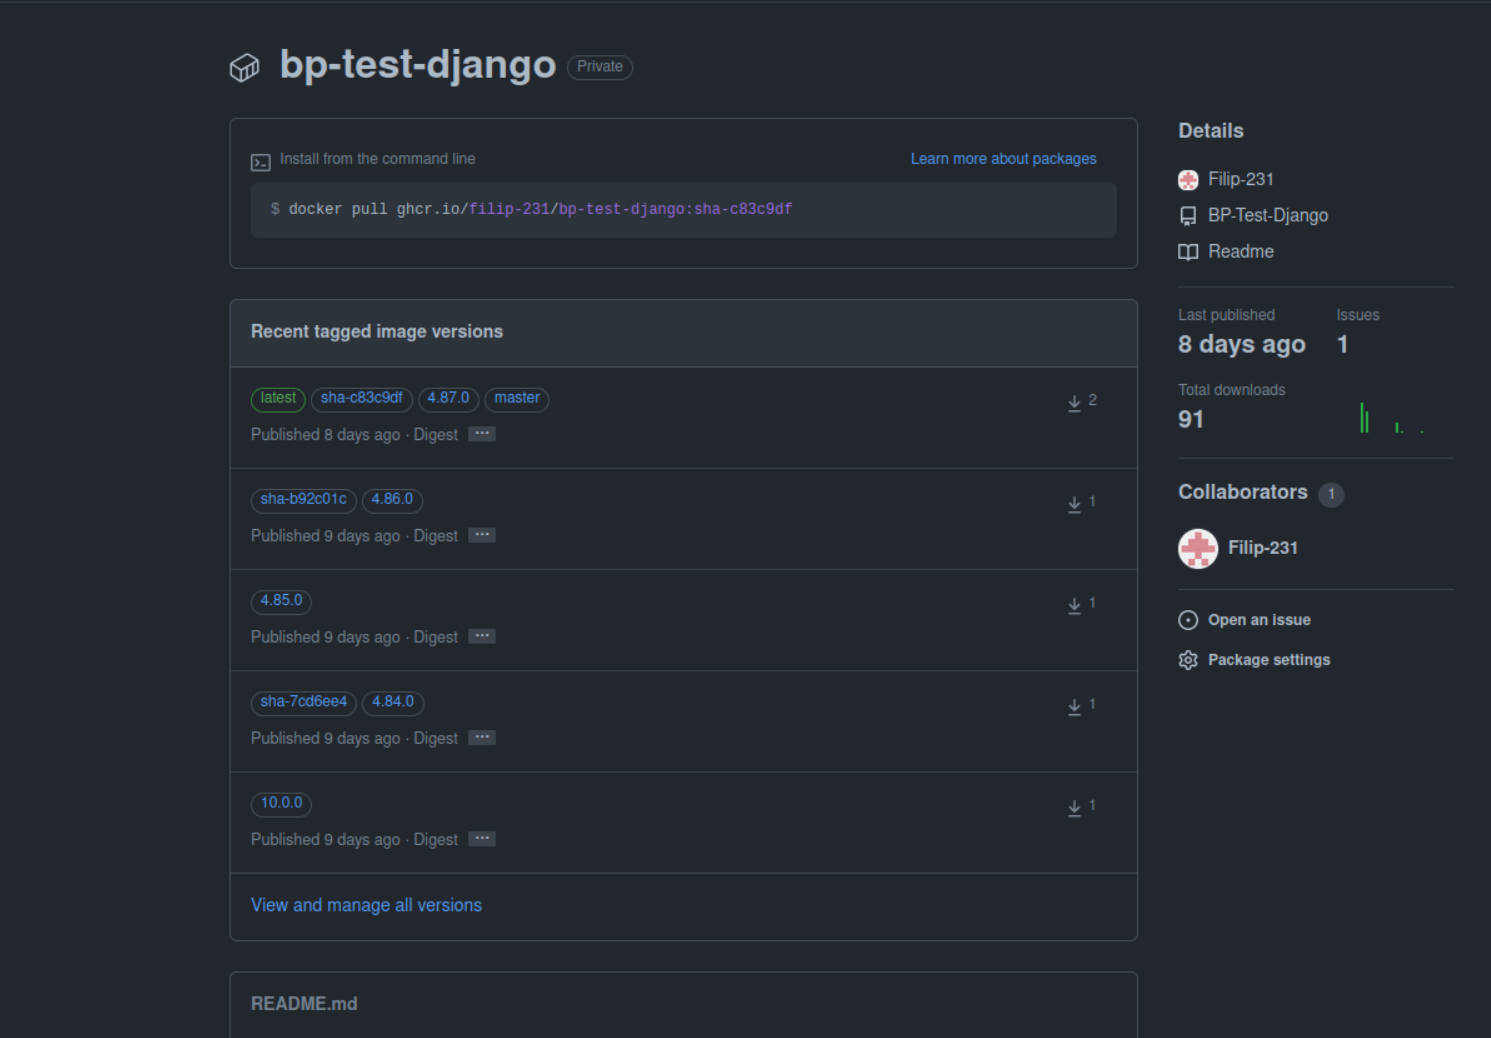 bp-test-django Private
Install from the command line
Learn more about packages
$ docker pull ghcr.io/filip-231/bp-test-django:sha-c83c9df
Recent tagged image versions
latest sha-c83c9df 4.87.0 master
2
Published 8 days ago · Digest ···
sha-b92c01c 4.86.0
1
Published 9 days ago · Digest ···
4.85.0
1
Published 9 days ago · Digest ···
sha-7cd6ee4 4.84.0
1
Published 9 days ago · Digest ···
10.0.0
1
Published 9 days ago · Digest ···
View and manage all versions
README.md
Details
Filip-231
BP-Test-Django
Readme
Last published
8 days ago
Issues
1
Total downloads
91
Collaborators 1
Filip-231
Open an issue
Package settings